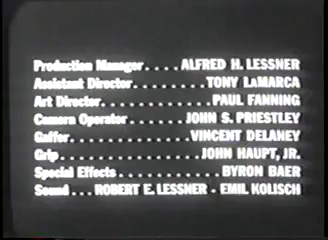 Production Manager.... ALFRED H. LESSNER
Assistant Director......... TONY LaMARCA
Art Director............. PAUL FANNING
Camera Operator....... JOHN S. PRIESTLEY
Gaffer............... VINCENT DELANEY
Grip................. JOHN HAUPT, JR.
Special Effects........... BYRON BAER
Sound... ROBERT E. LESSNER - EMIL KOLISCH